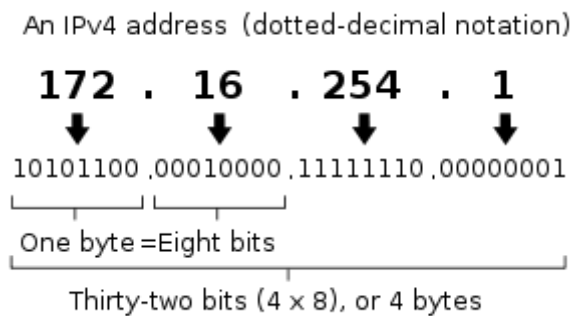 An IPv4 address (dotted-decimal notation)
172 . 16 . 254 . 1
10101100 .00010000 .11111110 .00000001
One byte = Eight bits
Thirty-two bits (4 x 8), or 4 bytes